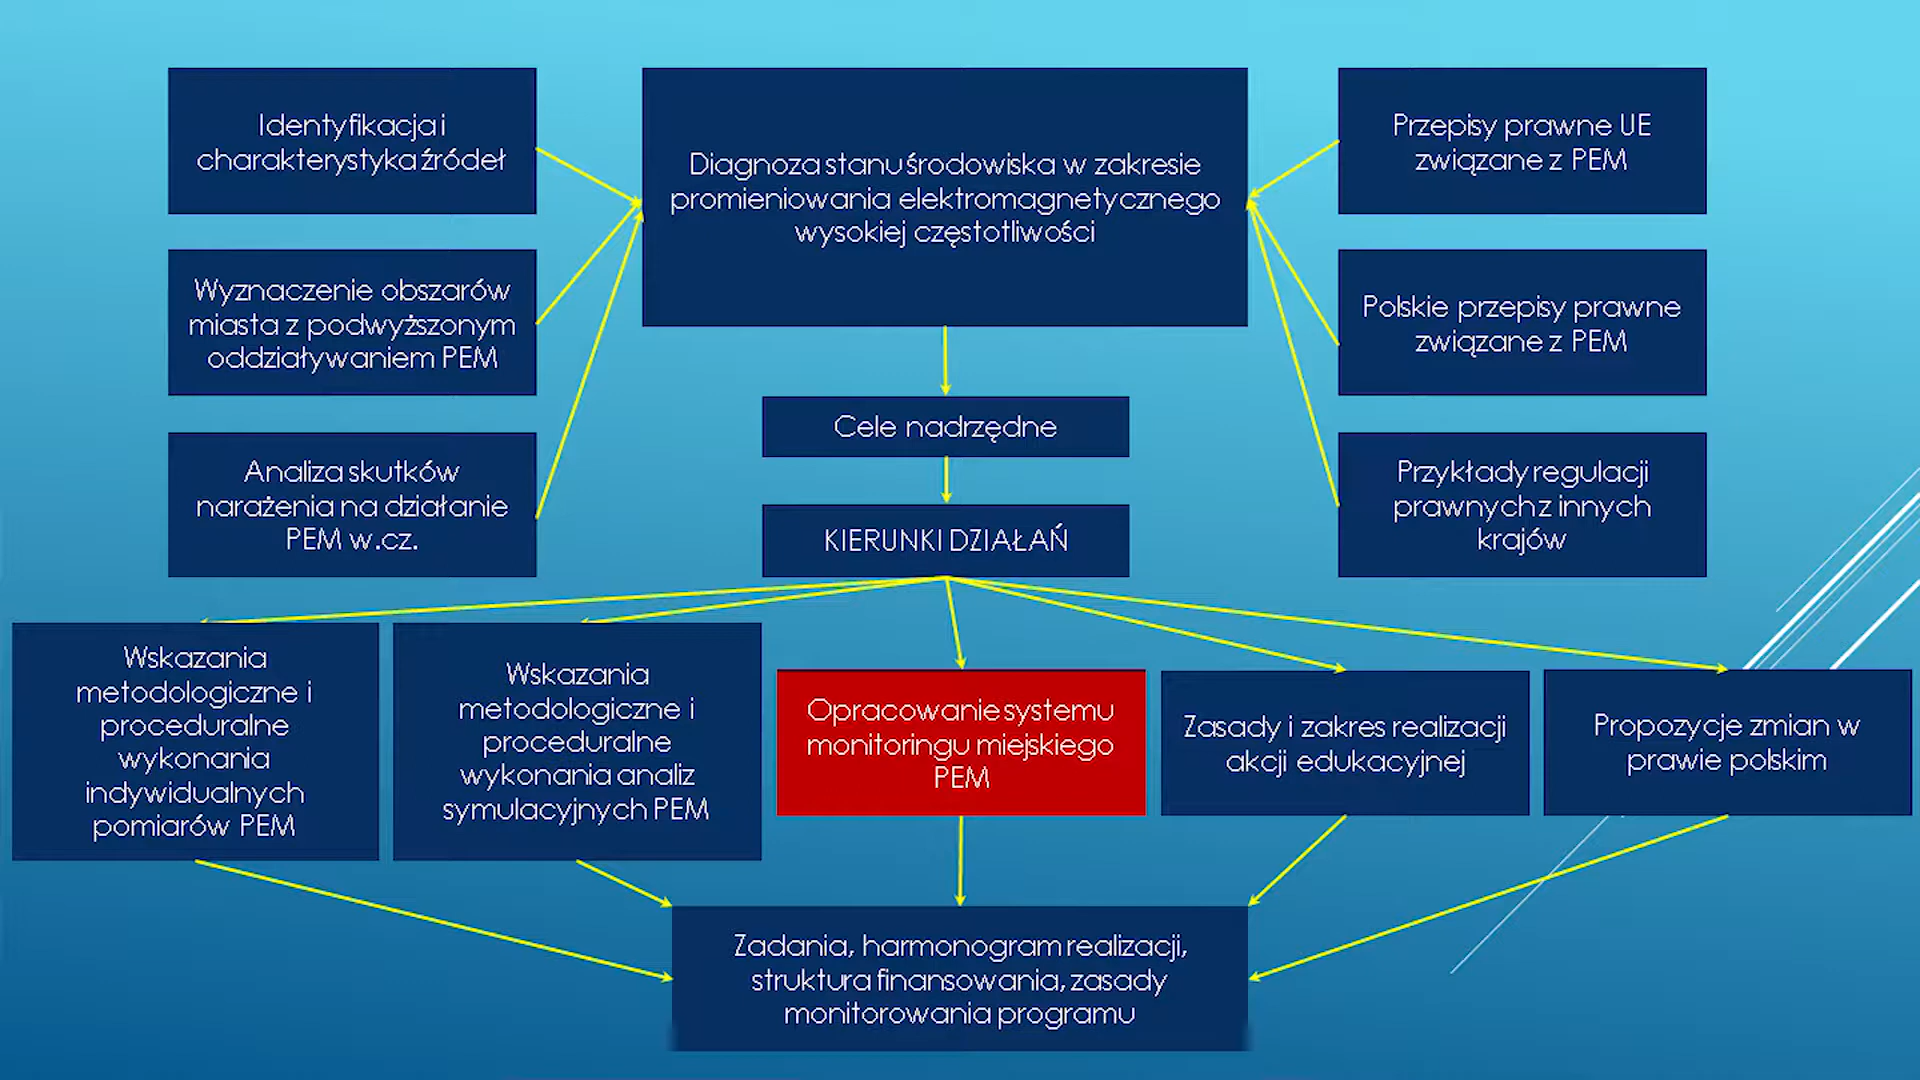 Identyfikacja i
charakterystyka źródeł
Diagnoza stanu środowiska w zakresie
promieniowania elektromagnetycznego
wysokiej częstotliwości
Przepisy prawne UE
związane z PEM
Wyznaczenie obszarów
miasta z podwyższonym
oddziaływaniem PEM
Polskie przepisy prawne
związane z PEM
Cele nadrzędne
Analiza skutków
narażenia na działanie
PEM w.cz.
KIERUNKI DZIAŁAŃ
Przykłady regulacji
prawnych z innych
krajów
Wskazania
metodologiczne i
proceduralne
wykonania
indywidualnych
pomiarów PEM
Wskazania
metodologiczne i
proceduralne
wykonania analiz
symulacyjnych PEM
Opracowanie systemu
monitoringu miejskiego
PEM
Zasady i zakres realizacji
akcji edukacyjnej
Propozycje zmian w
prawie polskim
Zadania, harmonogram realizacji,
struktura finansowania, zasady
monitorowania programu